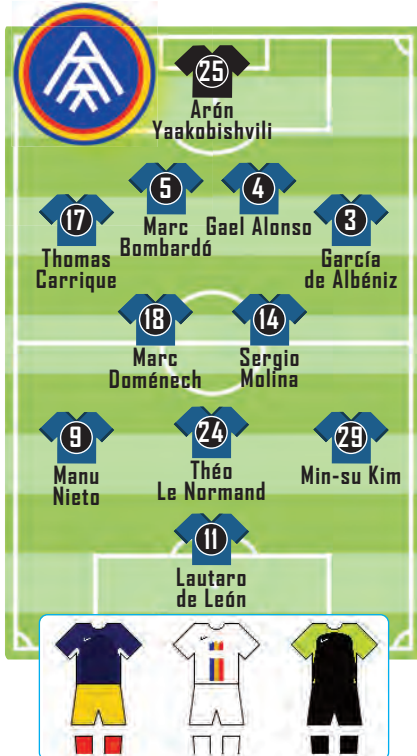 25
Arón
Yaakobishvili
5
4
Marc
Bombardó
Gael Alonso
17
3
Thomas
Carrique
García
de Albéniz
18
14
Marc
Doménech
Sergio
Molina
9
24
29
Manu
Nieto
Théo
Le Normand
Min-su Kim
11
Lautaro
de León